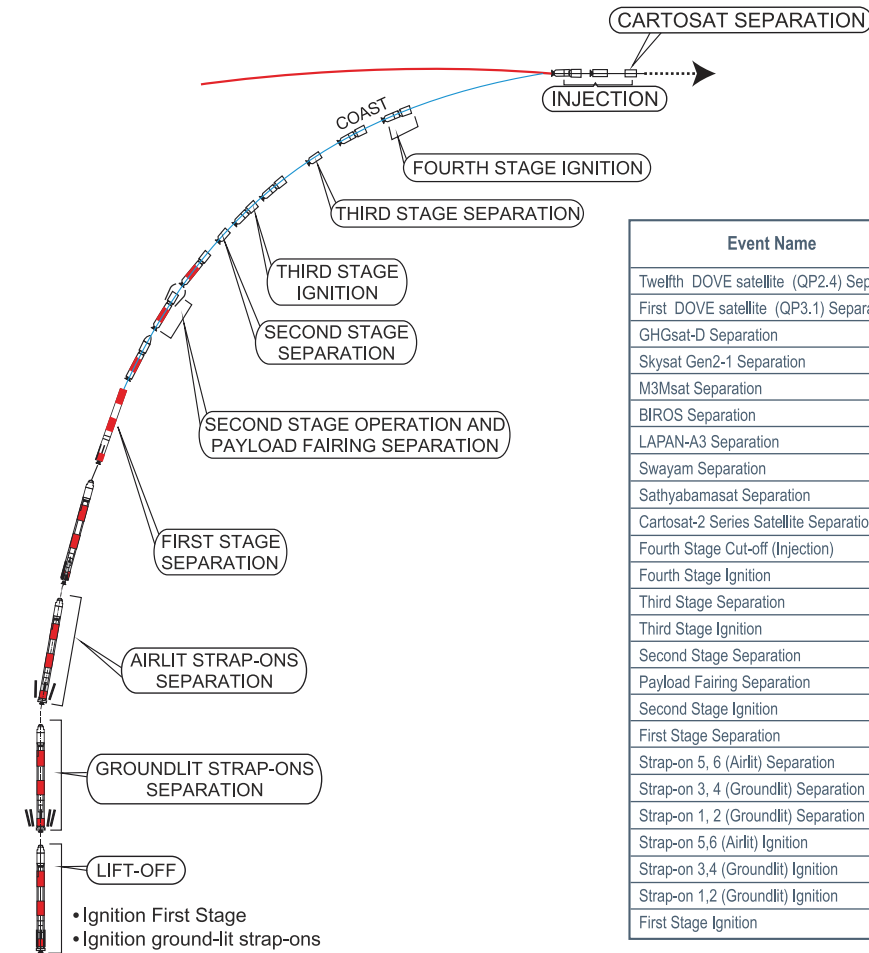 CARTOSAT SEPARATION
INJECTION
COAST
FOURTH STAGE IGNITION
THIRD STAGE SEPARATION
THIRD STAGE
IGNITION
SECOND STAGE
SEPARATION
SECOND STAGE OPERATION AND
PAYLOAD FAIRING SEPARATION
FIRST STAGE
SEPARATION
AIRLIT STRAP-ONS
SEPARATION
GROUNDLIT STRAP-ONS
SEPARATION
LIFT-OFF
• Ignition First Stage
• Ignition ground-lit strap-ons
Event Name
Twelfth DOVE satellite (QP2.4) Sep
First DOVE satellite (QP3.1) Separa
GHGsat-D Separation
Skysat Gen2-1 Separation
M3Msat Separation
BIROS Separation
LAPAN-A3 Separation
Swayam Separation
Sathyabamasat Separation
Cartosat-2 Series Satellite Separatio
Fourth Stage Cut-off (Injection)
Fourth Stage Ignition
Third Stage Separation
Third Stage Ignition
Second Stage Separation
Payload Fairing Separation
Second Stage Ignition
First Stage Separation
Strap-on 5, 6 (Airlit) Separation
Strap-on 3, 4 (Groundlit) Separation
Strap-on 1, 2 (Groundlit) Separation
Strap-on 5,6 (Airlit) Ignition
Strap-on 3,4 (Groundlit) Ignition
Strap-on 1,2 (Groundlit) Ignition
First Stage Ignition